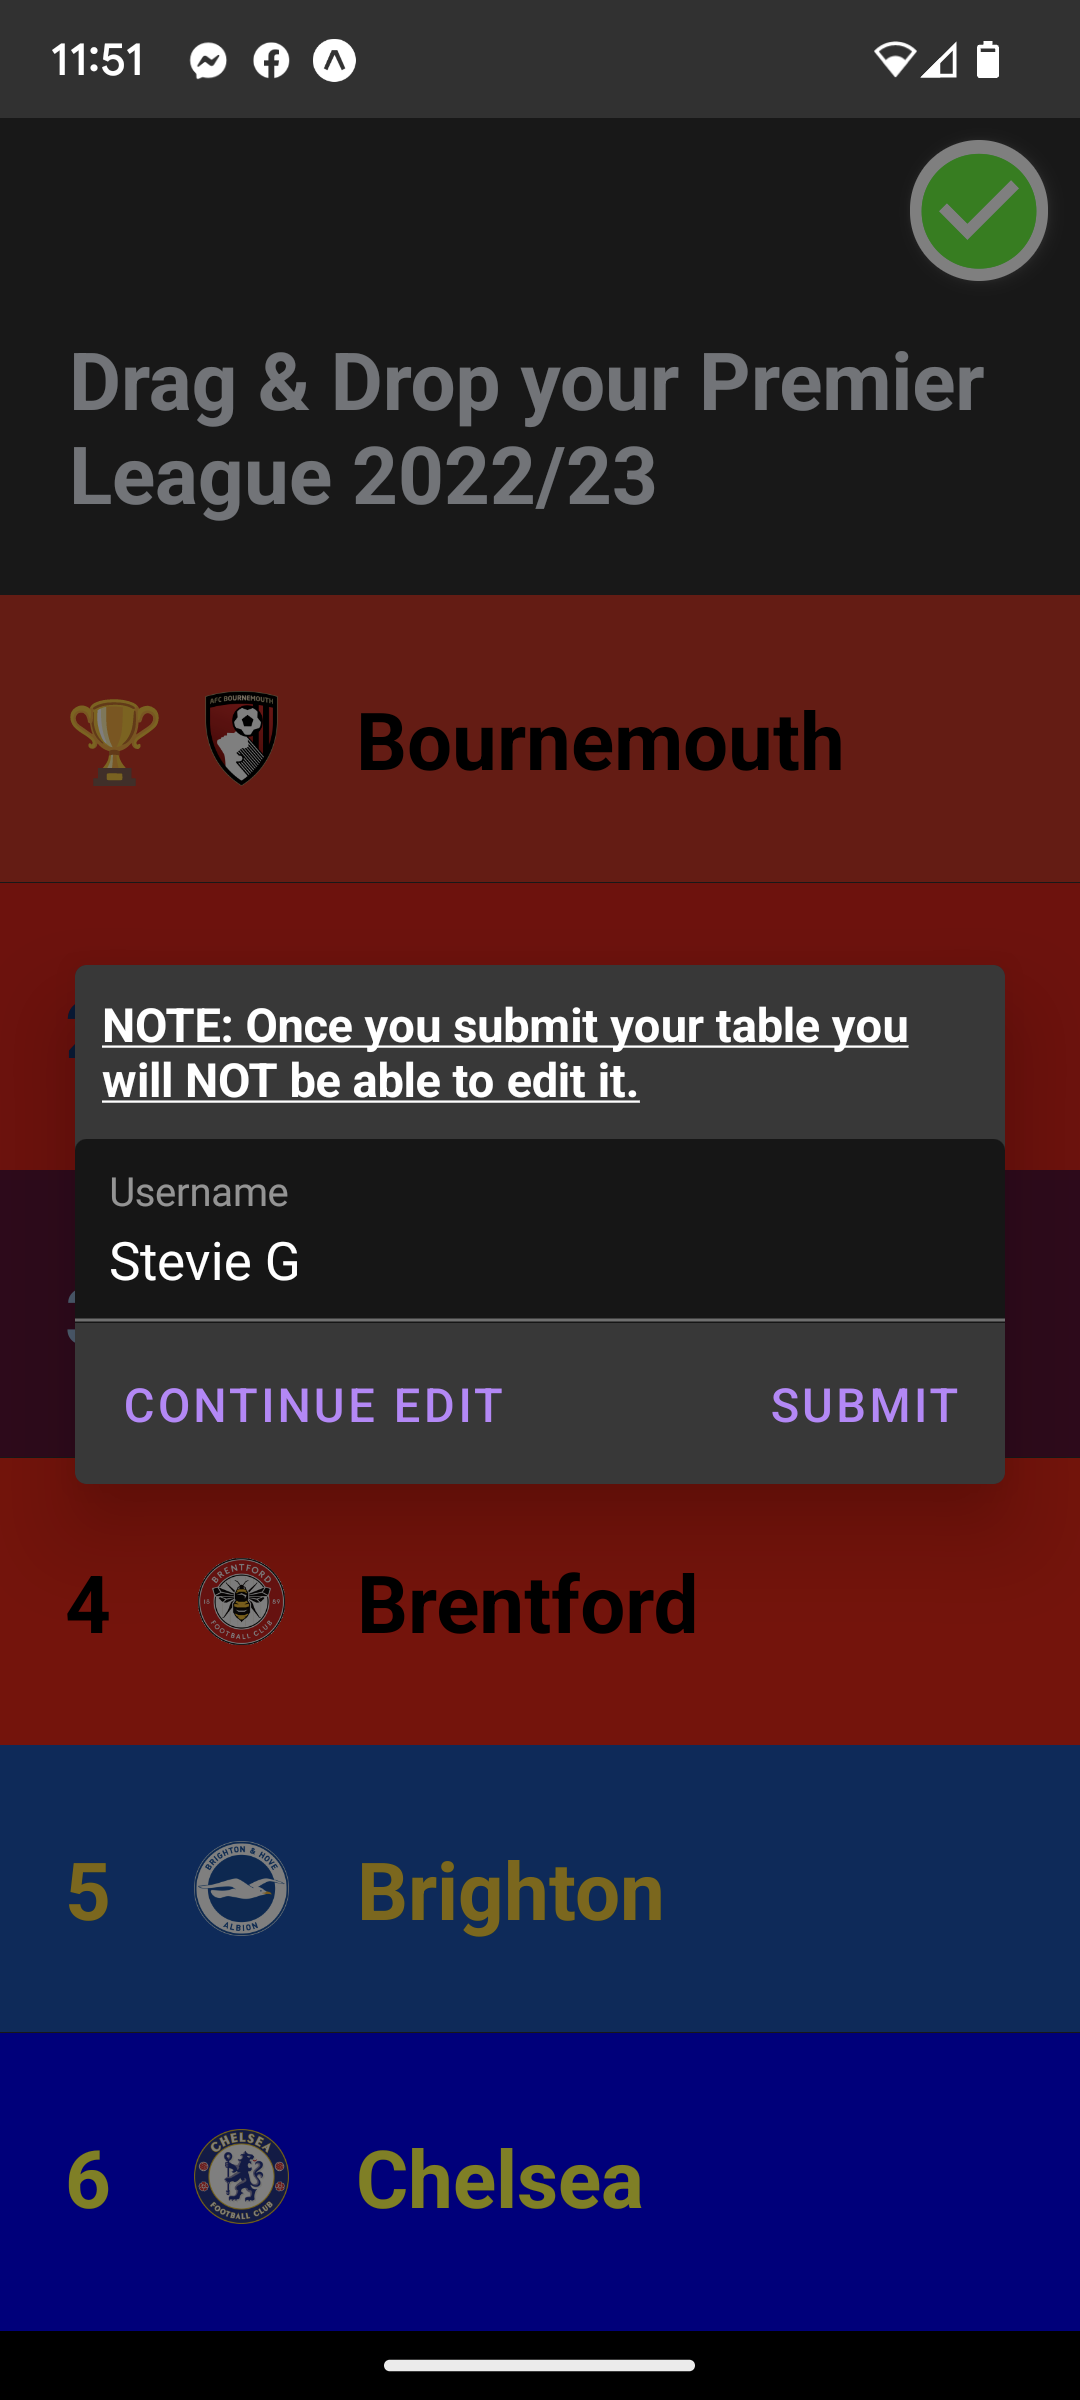 11:51
Drag & Drop your Premier
League 2022/23
AFC BOURNEMOUTH
Bournemouth
NOTE: Once you submit your table you
will NOT be able to edit it.
Username
Stevie G
CONTINUE EDIT SUBMIT
4 BRENTFORD FOOTBALL CLUB 18 89 Brentford
5 BRIGHTON & HOVE ALBION Brighton
6 CHELSEA FOOTBALL CLUB Chelsea